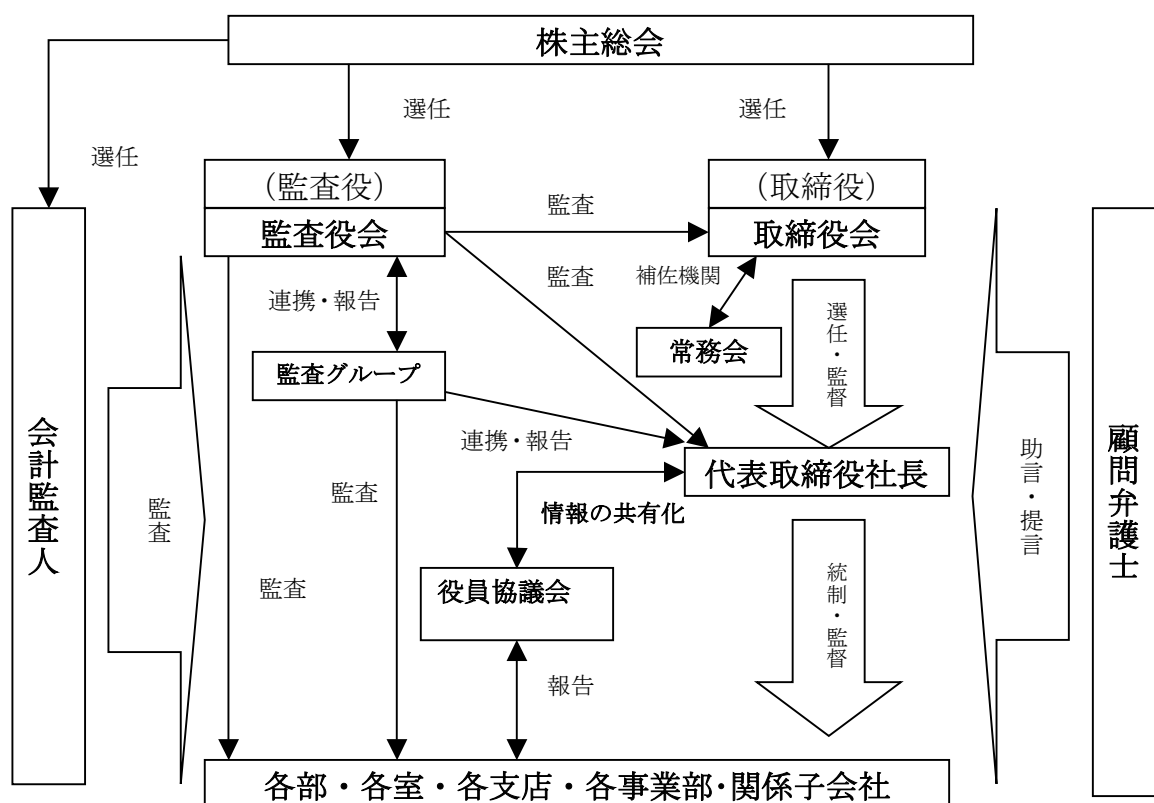 株主総会
選任
選任
選任
(監査役)
(取締役)
監査役会
監査
取締役会
監査
補佐機関
連携・報告
常務会
選任・監督
監査グループ
連携・報告
代表取締役社長
会計監査人
監査
監査
情報の共有化
助言・提言
顧問弁護士
監査
役員協議会
統制・監督
報告
各部・各室・各支店・各事業部・関係子会社